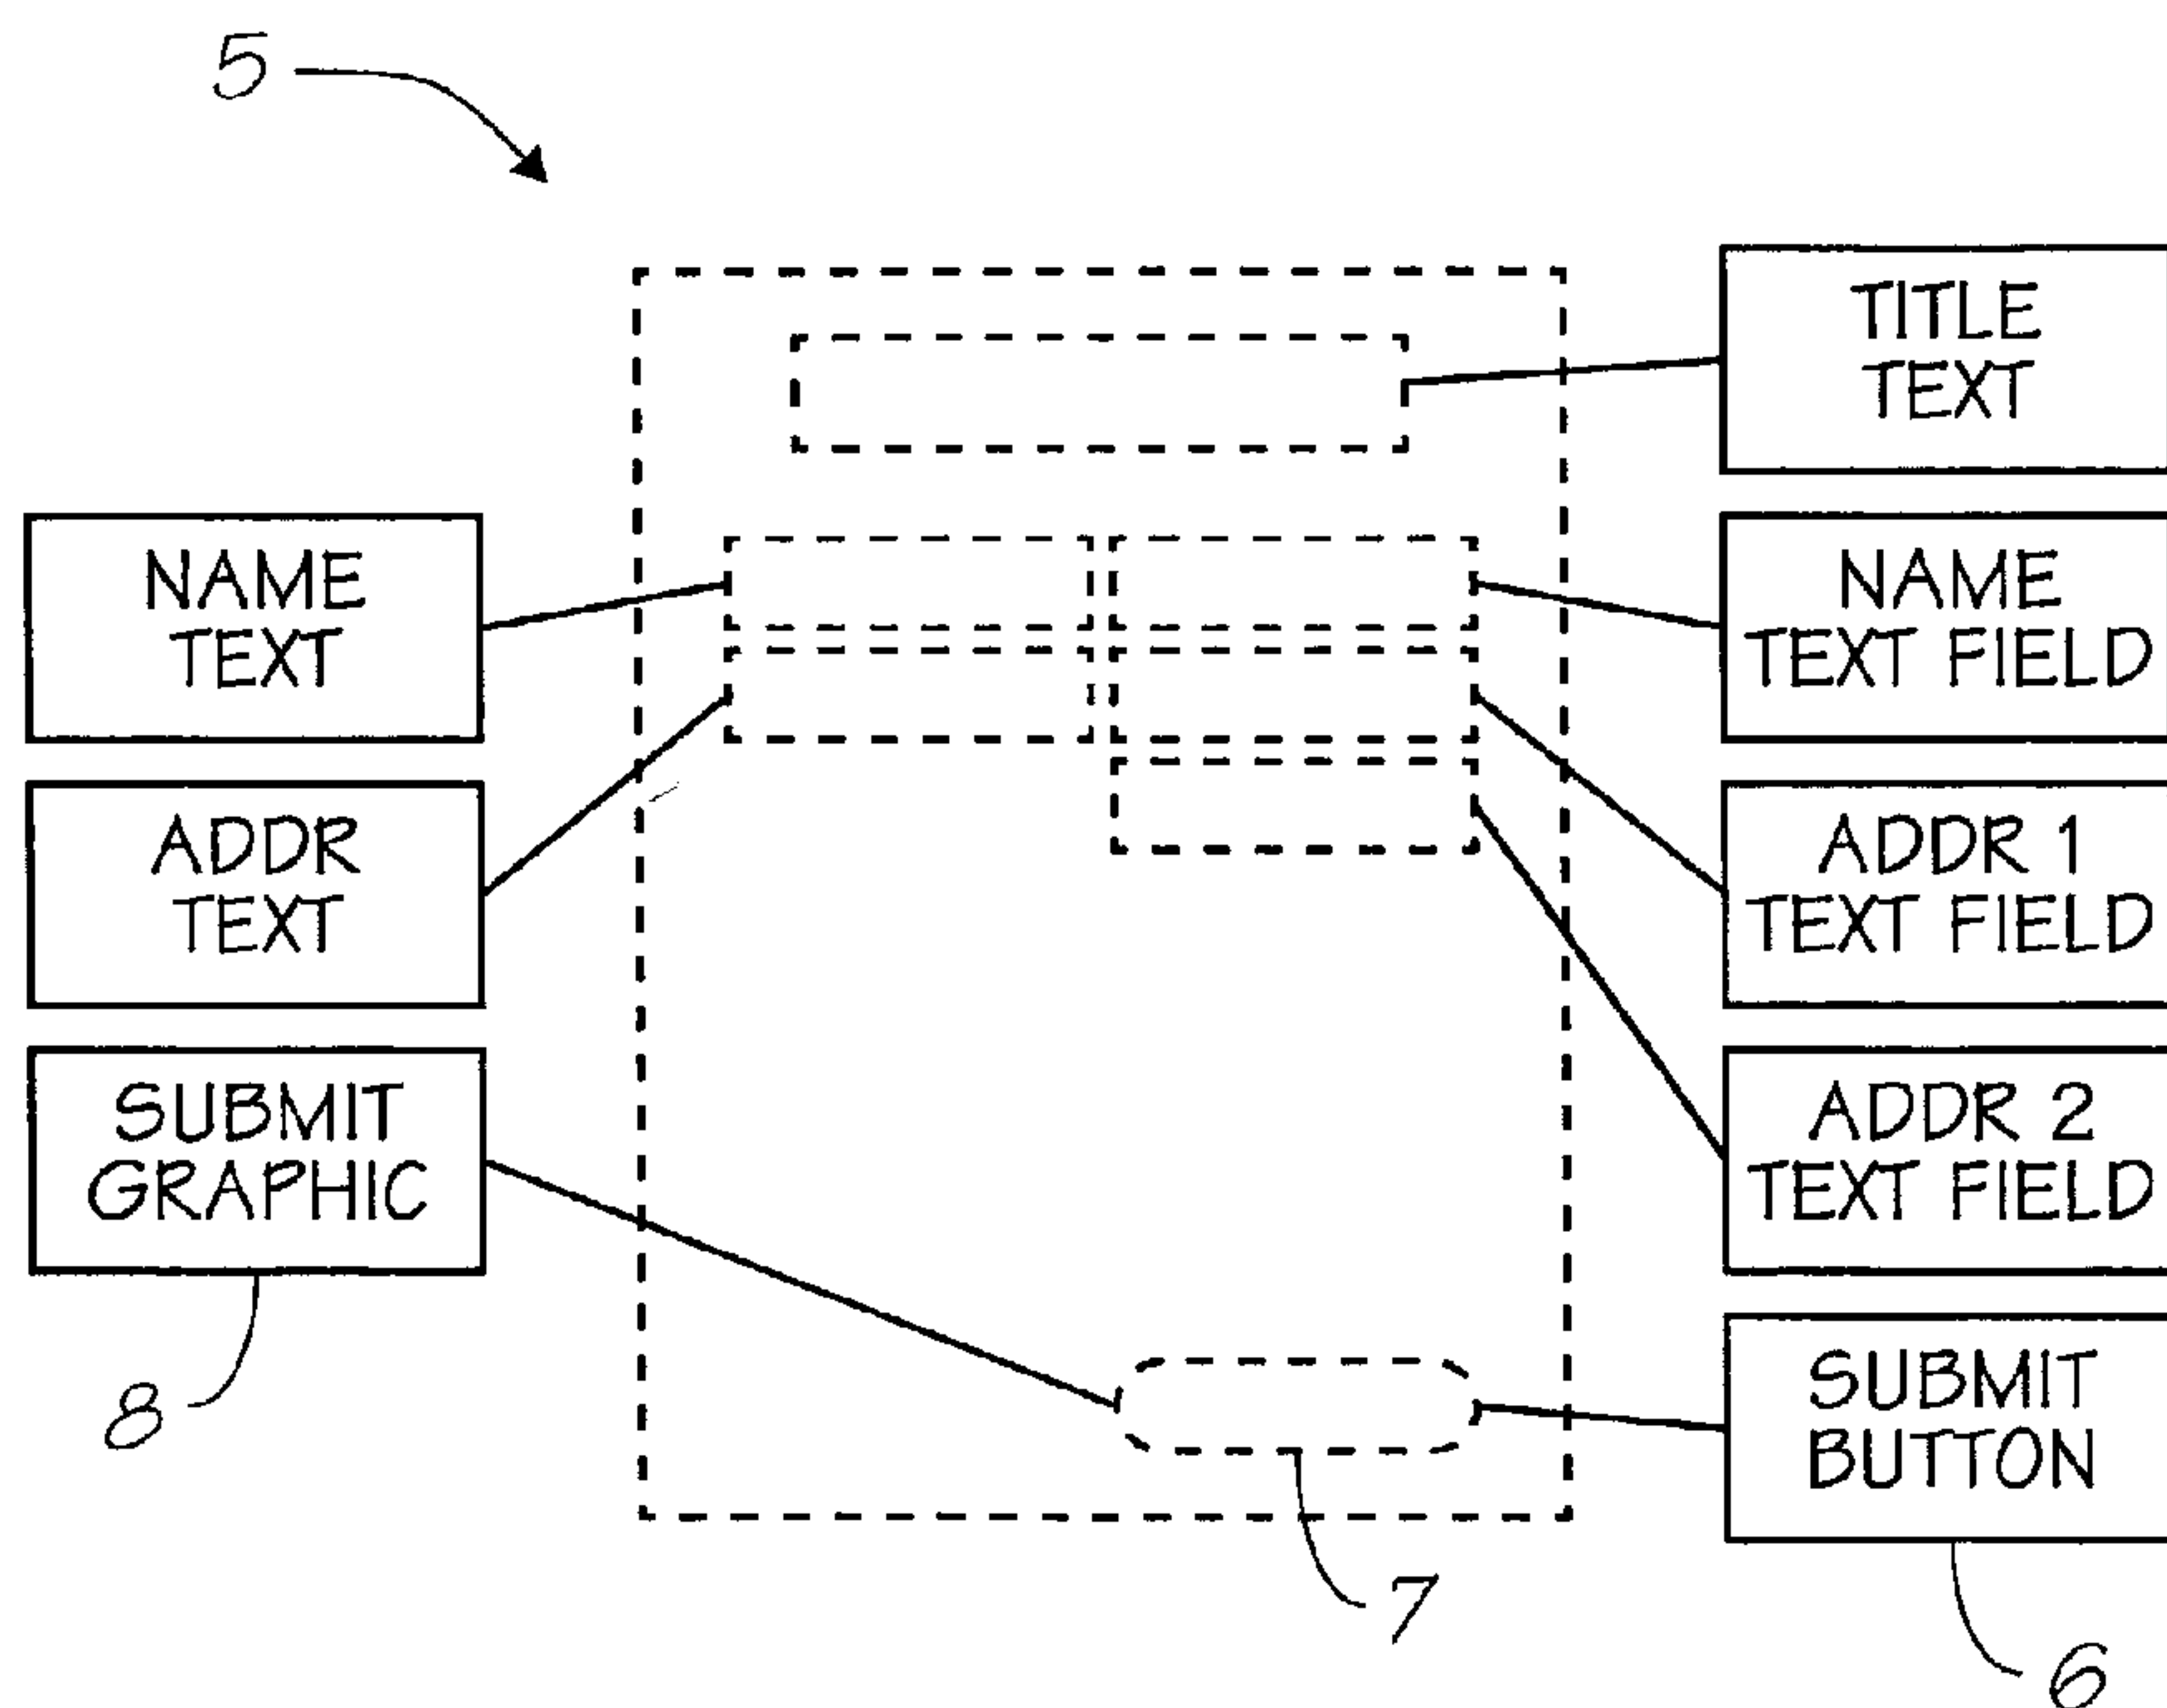 5
TITLE
TEXT
NAME
TEXT
NAME
TEXT FIELD
ADDR
TEXT
ADDR 1
TEXT FIELD
SUBMIT
GRAPHIC
ADDR 2
TEXT FIELD
8
SUBMIT
BUTTON
7
6